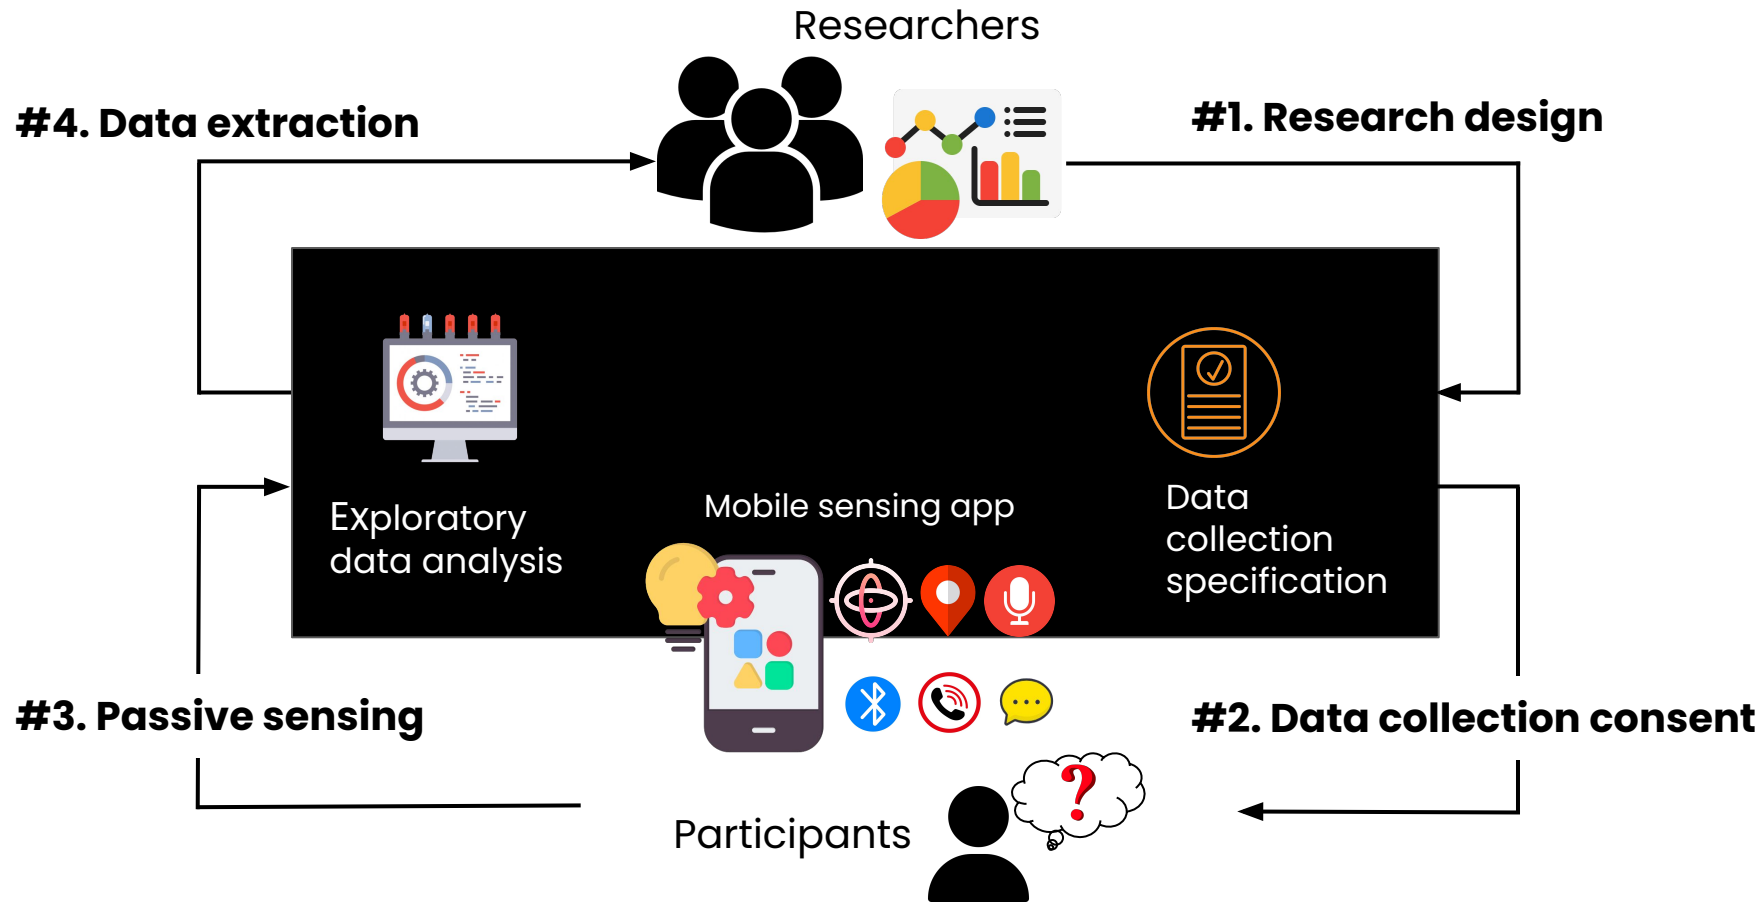 Researchers
#4. Data extraction
#1. Research design
Exploratory
data analysis
Mobile sensing app
Data
collection
specification
#3. Passive sensing
#2. Data collection consent
?
Participants